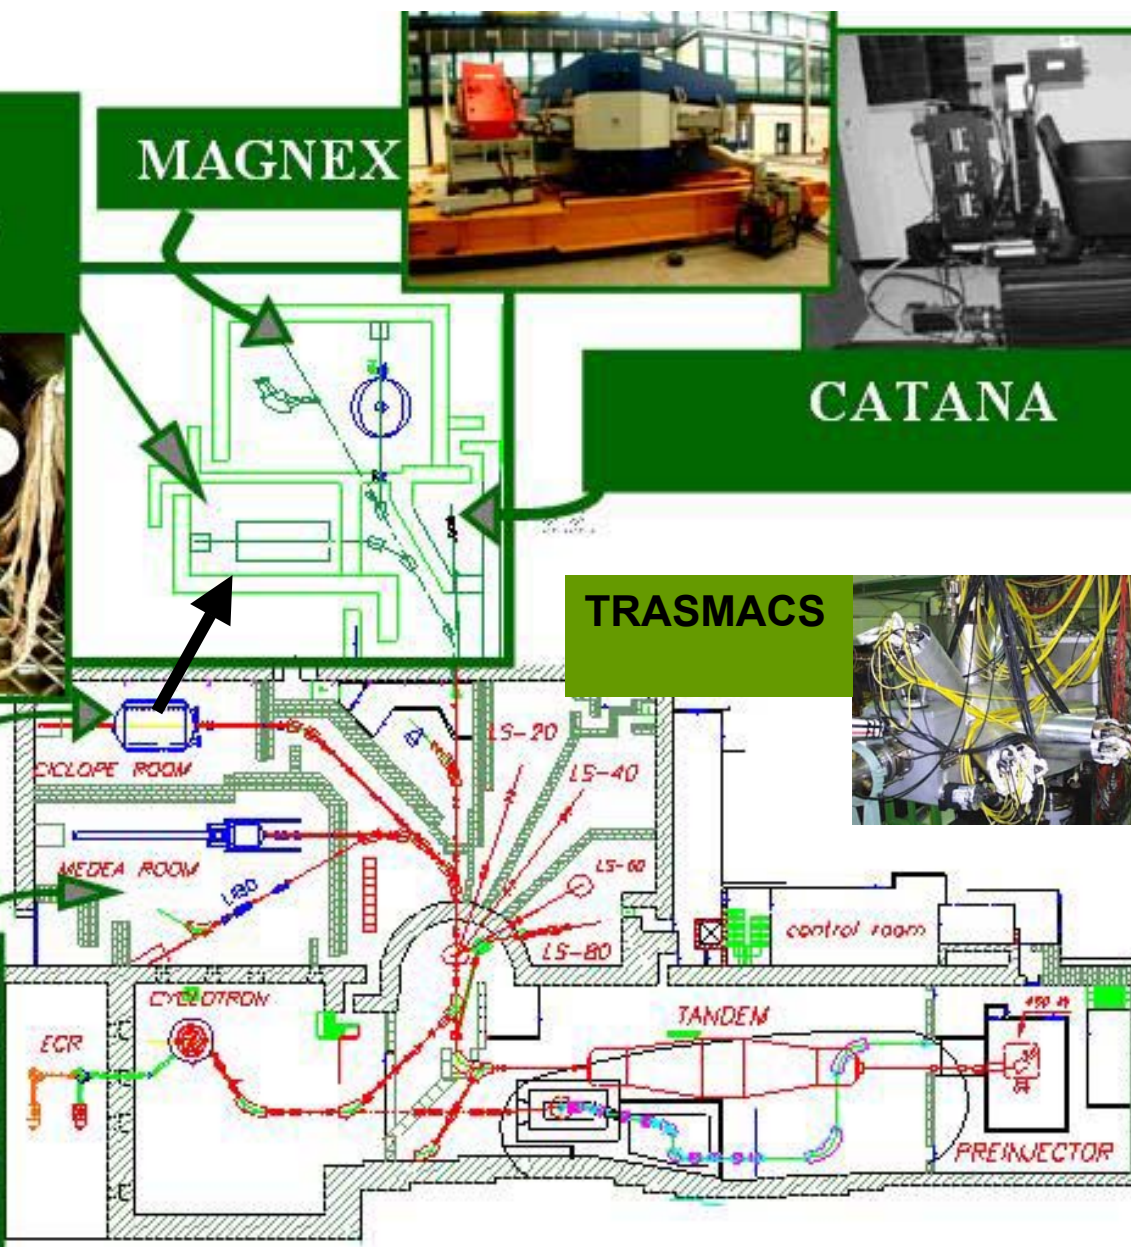 MAGNEX
CATANA
TRASMACS
LS-20
CICLOPE ROOM
LS-40
MEDEA ROOM
LS-60
LS-80
control room
CYCLOTRON
TANDEM
ECR
PREINJECTOR